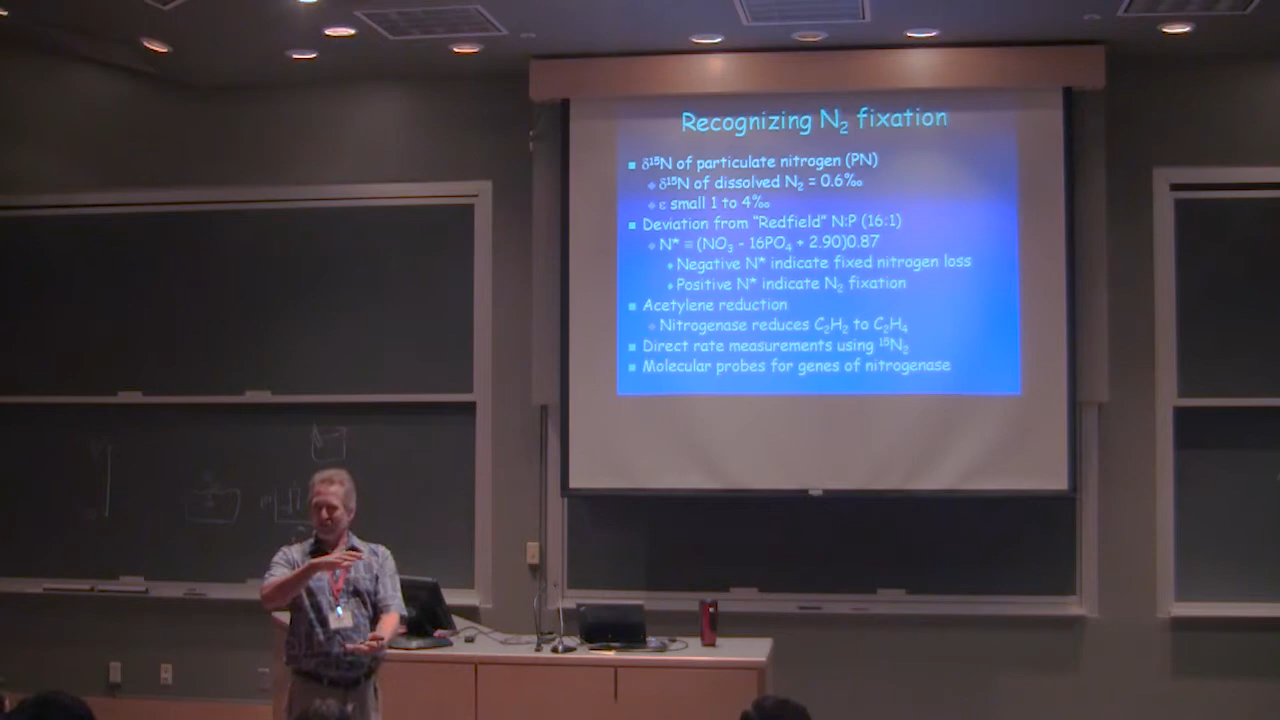 Recognizing N₂ fixation
δ¹⁵N of particulate nitrogen (PN)
δ¹⁵N of dissolved N₂ = 0.6‰
ε small 1 to 4‰
Deviation from "Redfield" N:P (16:1)
N* ≡ (NO₃ - 16PO₄ + 2.90)0.87
Negative N* indicate fixed nitrogen loss
Positive N* indicate N₂ fixation
Acetylene reduction
Nitrogenase reduces C₂H₂ to C₂H₄
Direct rate measurements using ¹⁵N₂
Molecular probes for genes of nitrogenase